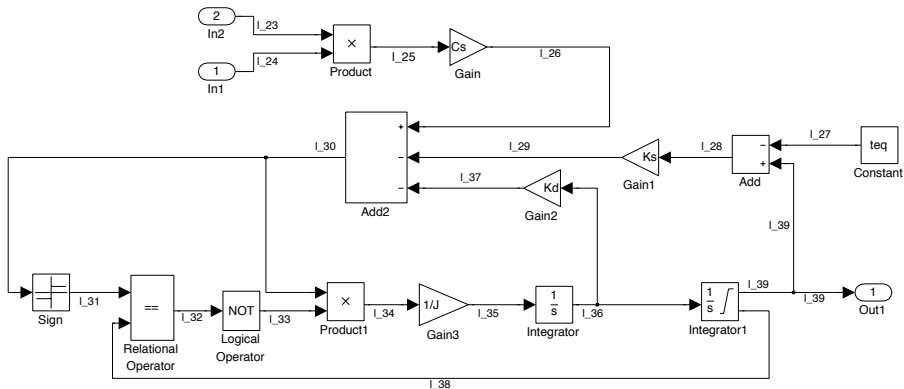 2
l_23
In2
×
Cs
l_24
l_25
l_26
1
Product
Gain
In1
+
l_27
l_30
−
l_29
Ks
l_28
−
teq
+
l_37
Kd
Gain1
Add
Constant
−
Add2
Gain2
l_39
l_31
==
Sign
l_32
NOT
l_33
×
l_34
1/J
l_35
1
s
l_36
1
s
l_39
l_39
1
Relational
Operator
Logical
Operator
Product1
Gain3
Integrator
Integrator1
Out1
l_38